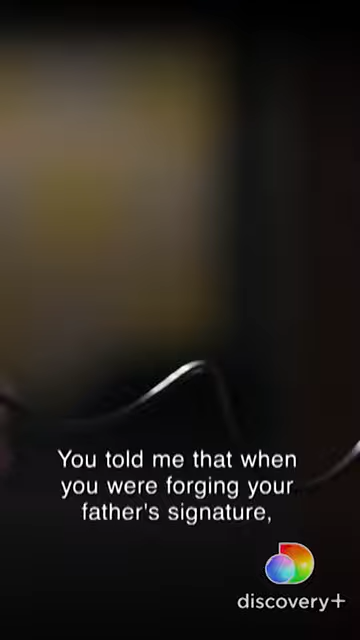 You told me that when
you were forging your
father's signature,
discovery+